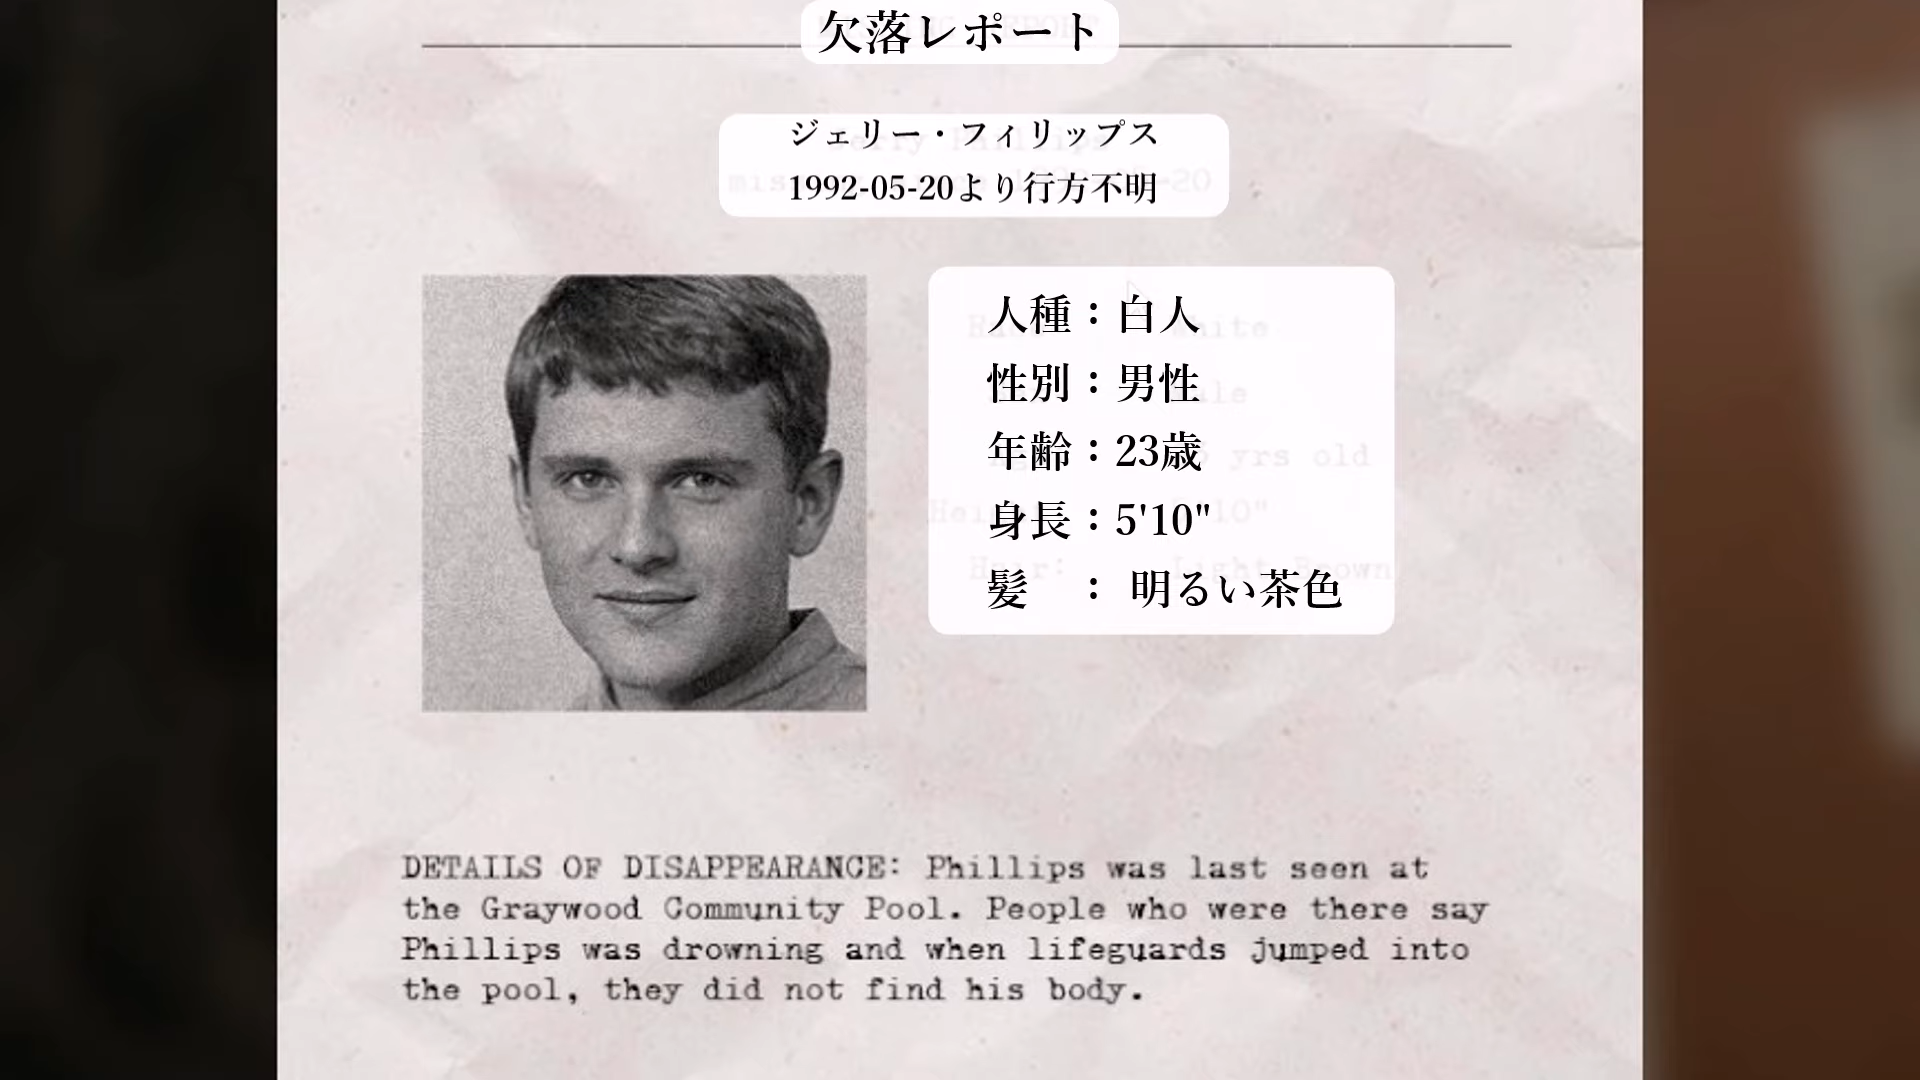 欠落レポート
ジェリー・フィリップス
1992-05-20より行方不明
人種：白人
性別：男性
年齢：23歳
身長：5'10"
髪　：明るい茶色
DETAILS OF DISAPPEARANCE: Phillips was last seen at
the Graywood Community Pool. People who were there say
Phillips was drowning and when lifeguards jumped into
the pool, they did not find his body.